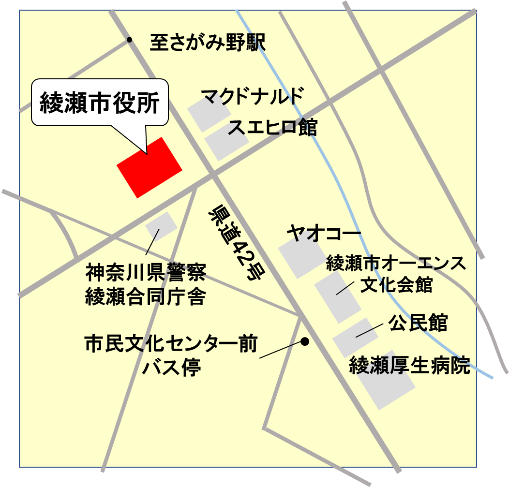 至さがみ野駅
綾瀬市役所
マクドナルド
スエヒロ館
県道42号
ヤオコー
綾瀬市オーエンス
文化会館
神奈川県警察
綾瀬合同庁舎
公民館
市民文化センター前
バス停
綾瀬厚生病院